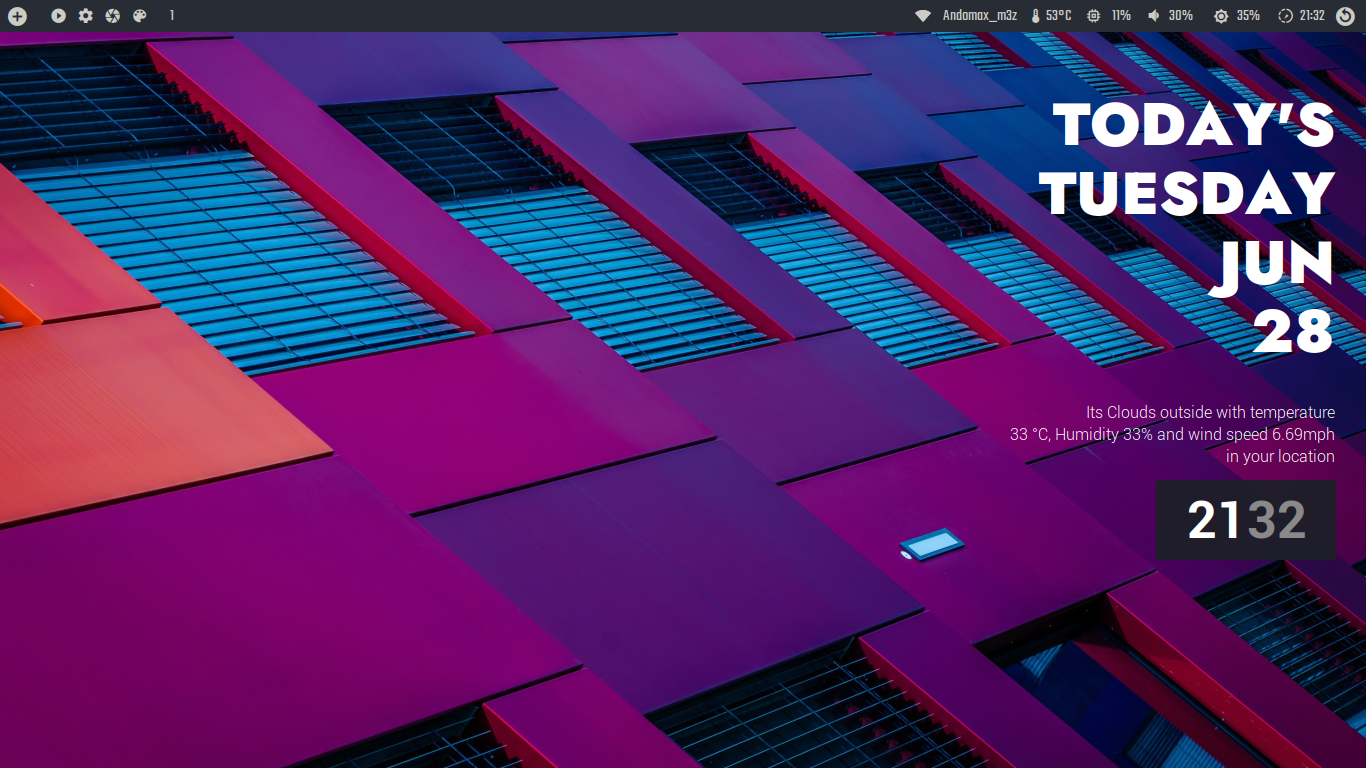 1 Andomax_m3z 53°C 11% 30% 35% 21:32
TODAY'S
TUESDAY
JUN
28
Its Clouds outside with temperature
33 °C, Humidity 33% and wind speed 6.69mph
in your location
2132